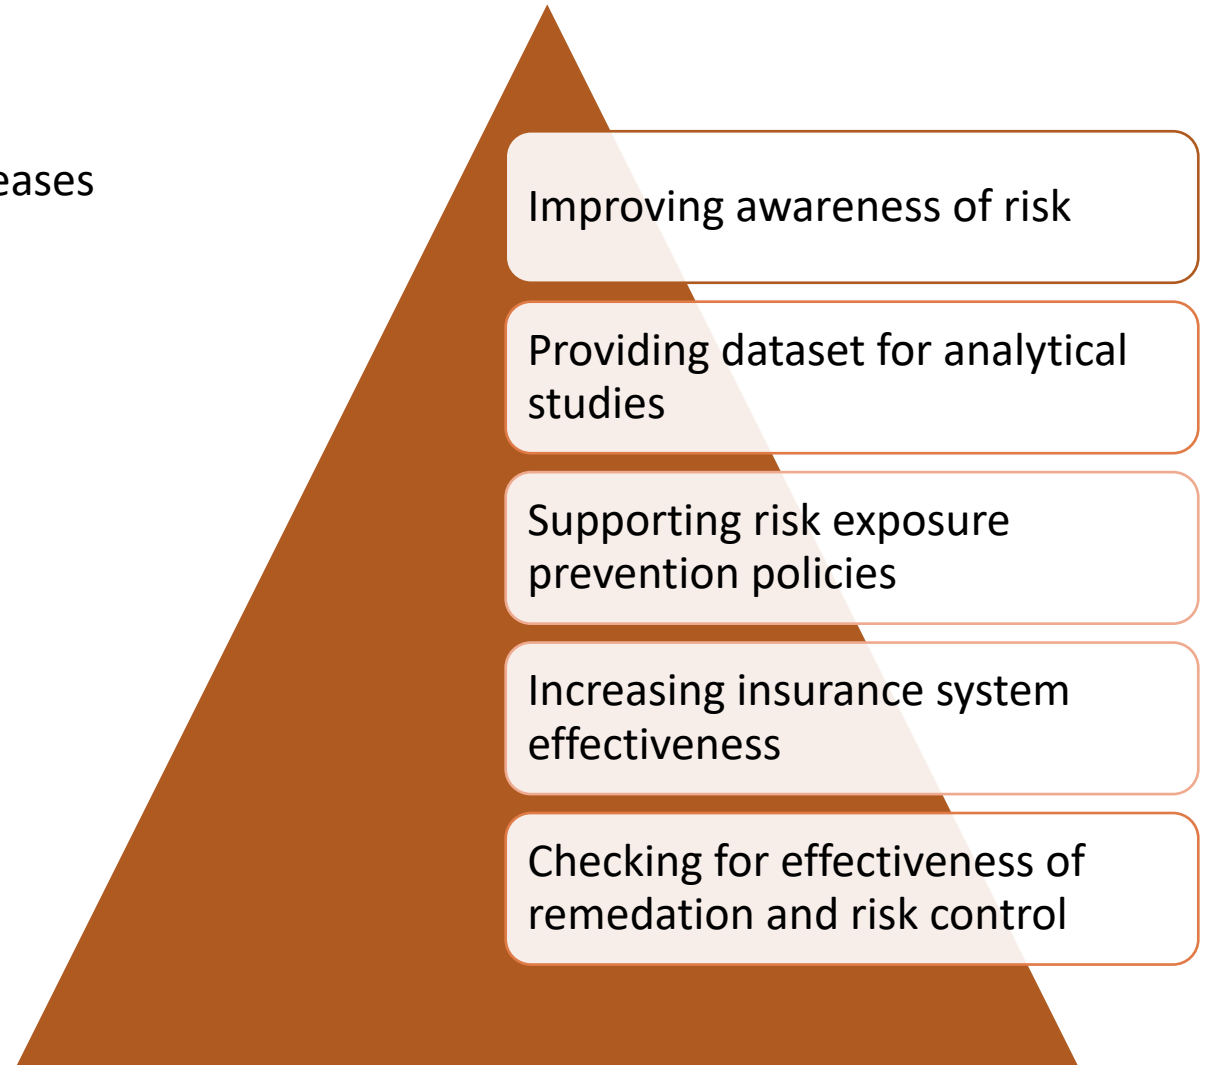 eases
Improving awareness of risk
Providing dataset for analytical
studies
Supporting risk exposure
prevention policies
Increasing insurance system
effectiveness
Checking for effectiveness of
remedation and risk control